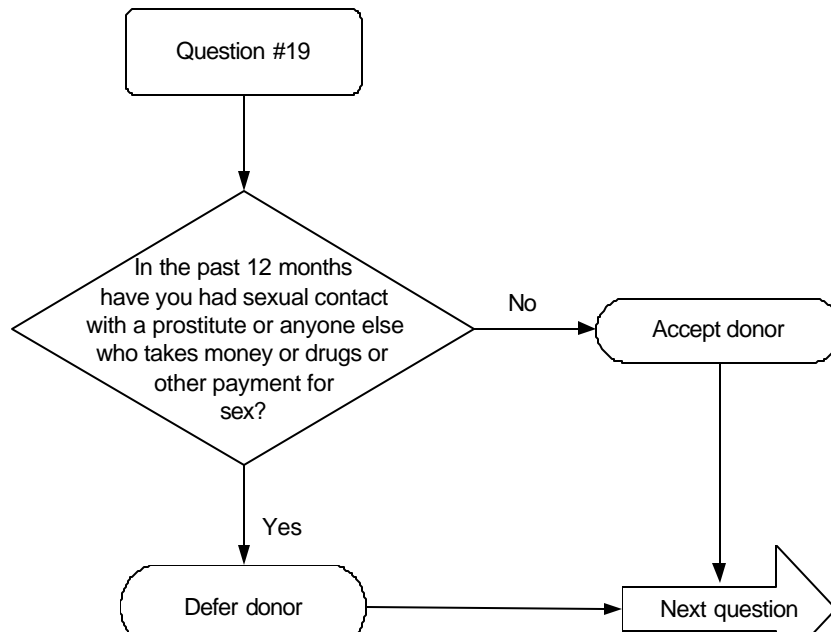 Question #19
In the past 12 months
have you had sexual contact
with a prostitute or anyone else
who takes money or drugs or
other payment for
sex?
No
Accept donor
Yes
Defer donor
Next question